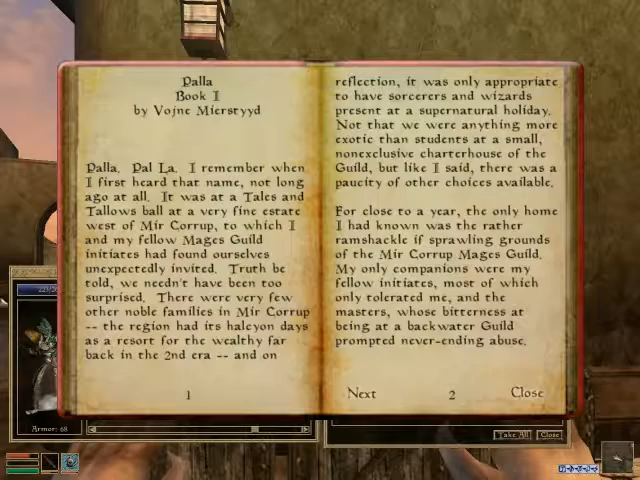 Palla
Book I
by Vojne Mierstyyd
Palla. Pal La. I remember when
I first heard that name, not long
ago at all. It was at a Tales and
Tallows ball at a very fine estate
west of Mir Corrup, to which I
and my fellow Mages Guild
initiates had found ourselves
unexpectedly invited. Truth be
told, we needn't have been too
surprised. There were very few
other noble families in Mir Corrup
-- the region had its halcyon days
as a resort for the wealthy far
back in the 2nd era -- and on
1
reflection, it was only appropriate
to have sorcerers and wizards
present at a supernatural holiday.
Not that we were anything more
exotic than students at a small,
nonexclusive charterhouse of the
Guild, but like I said, there was a
paucity of other choices available.
For close to a year, the only home
I had known was the rather
ramshackle if sprawling grounds
of the Mir Corrup Mages Guild.
My only companions were my
fellow initiates, most of which
only tolerated me, and the
masters, whose bitterness at
being at a backwater Guild
prompted never-ending abuse.
Next
2
Close
Armor: 68
Take All
Close